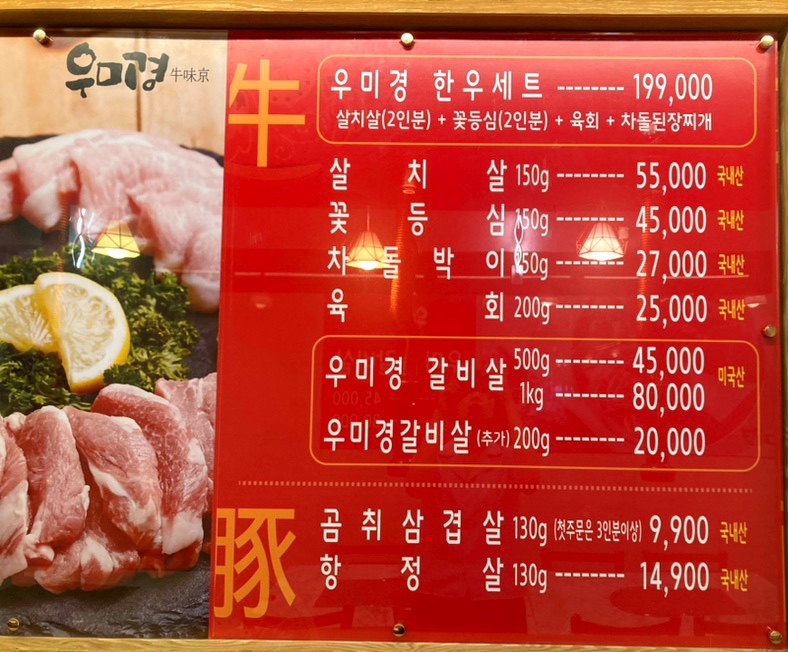 우미경 牛味京
牛
우미경 한우세트 -------- 199,000
살치살(2인분) + 꽃등심(2인분) + 육회 + 차돌된장찌개
살치살 150g -------- 55,000 국내산
꽃등심 150g -------- 45,000 국내산
차돌박이 150g -------- 27,000 국내산
육회 200g -------- 25,000 국내산
우미경 갈비살 500g -------- 45,000 미국산
1kg -------- 80,000
우미경갈비살 (추가) 200g -------- 20,000
豚
곰취삼겹살 130g (첫주문은 3인분이상) 9,900 국내산
항정살 130g -------- 14,900 국내산